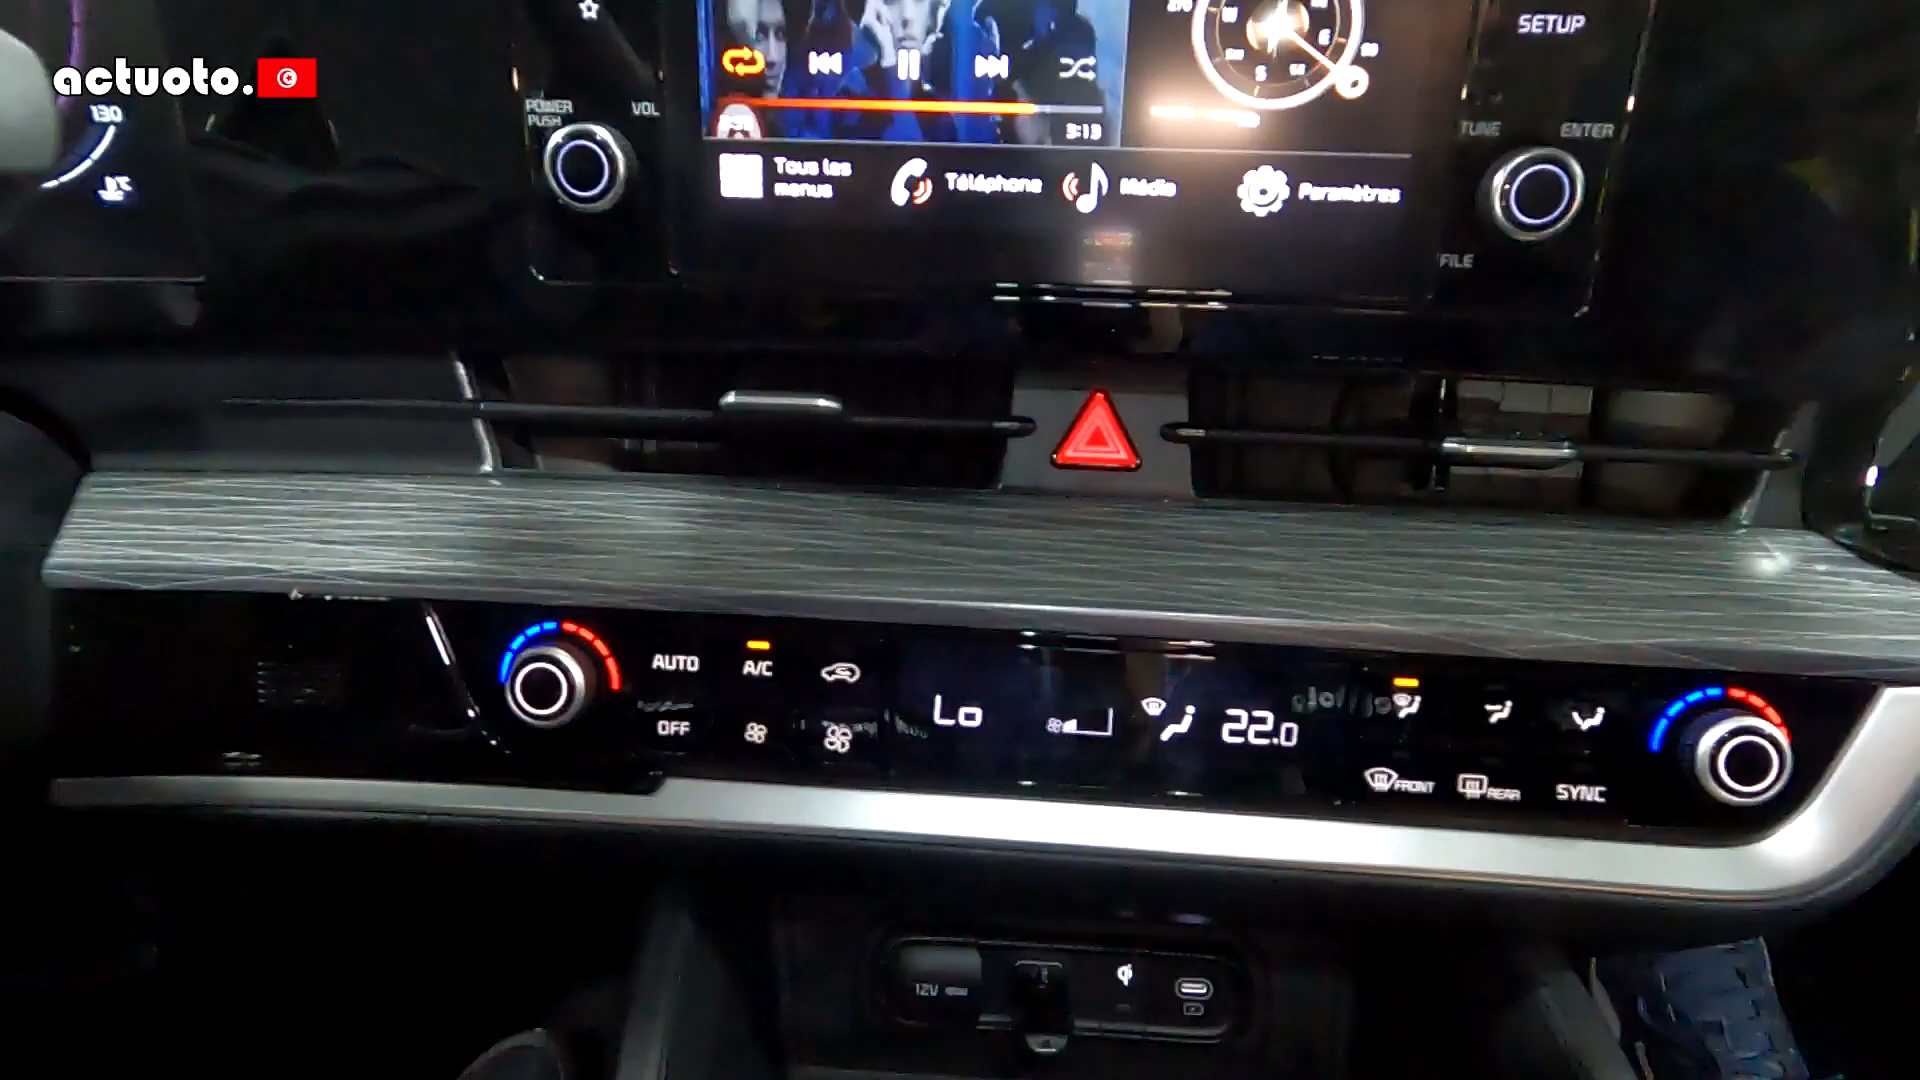 actuoto.
130
POWER
PUSH
VOL
SETUP
3:13
TUNE
ENTER
FILE
Tous les
menus
Téléphone
Média
Paramètres
AUTO
A/C
OFF
Lo
22.0
FRONT
REAR
SYNC
12V